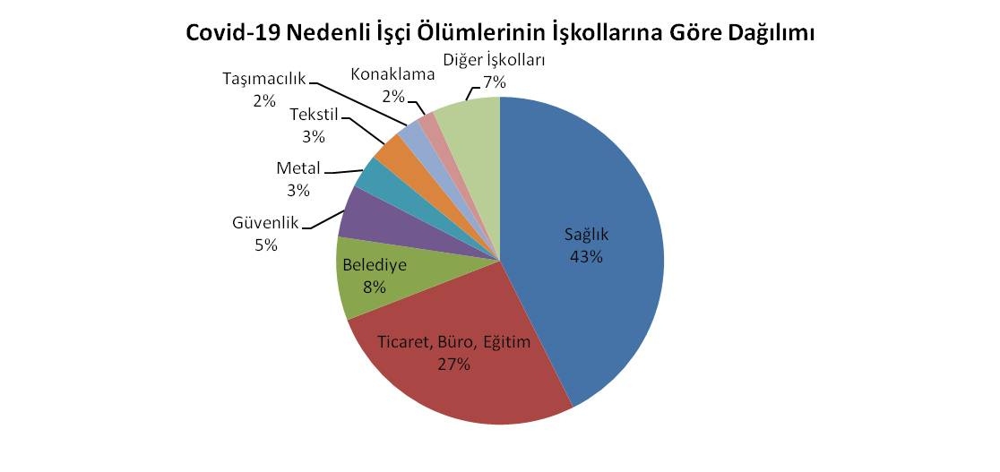 Covid-19 Nedenli İşçi Ölümlerinin İşkollarına Göre Dağılımı
Diğer İşkolları
7%
Konaklama
2%
Taşımacılık
2%
Tekstil
3%
Metal
3%
Güvenlik
5%
Belediye
8%
Sağlık
43%
Ticaret, Büro, Eğitim
27%